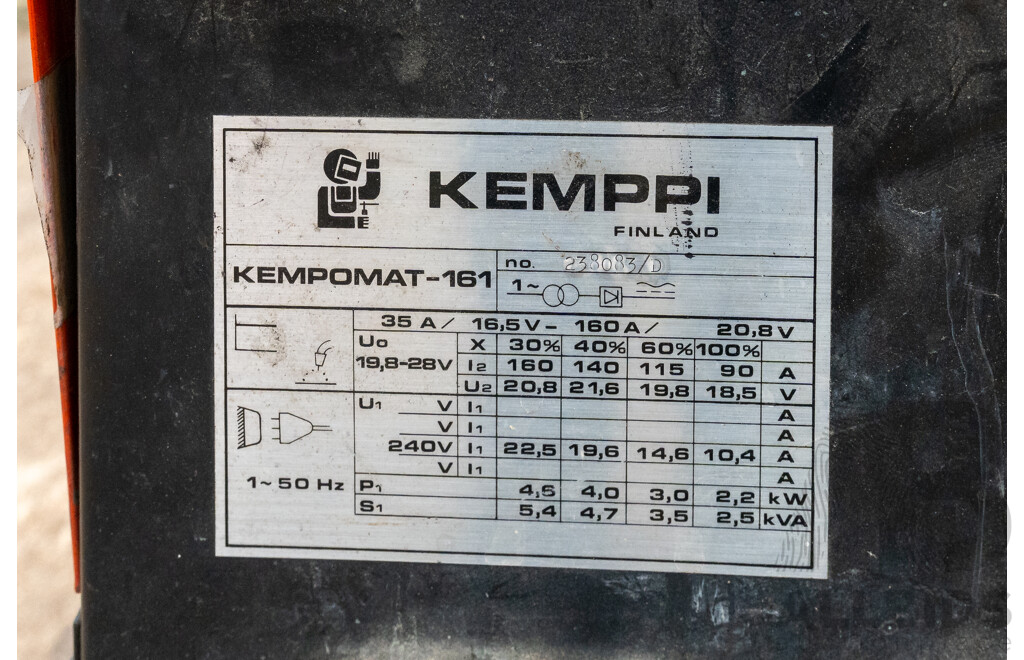 KEMPPI
FINLAND
KEMPOMAT-161
no. 238083/D
1~
35 A / 16,5 V - 160 A / 20,8 V
U0 X 30% 40% 60% 100%
19,8-28V I2 160 140 115 90 A
U2 20,8 21,6 19,8 18,5 V
U1 V I1 A
V I1 A
240V I1 22,5 19,6 14,6 10,4 A
V I1 A
1~ 50 Hz
P1 4,5 4,0 3,0 2,2 kW
S1 5,4 4,7 3,5 2,5 kVA
ALLBIDS